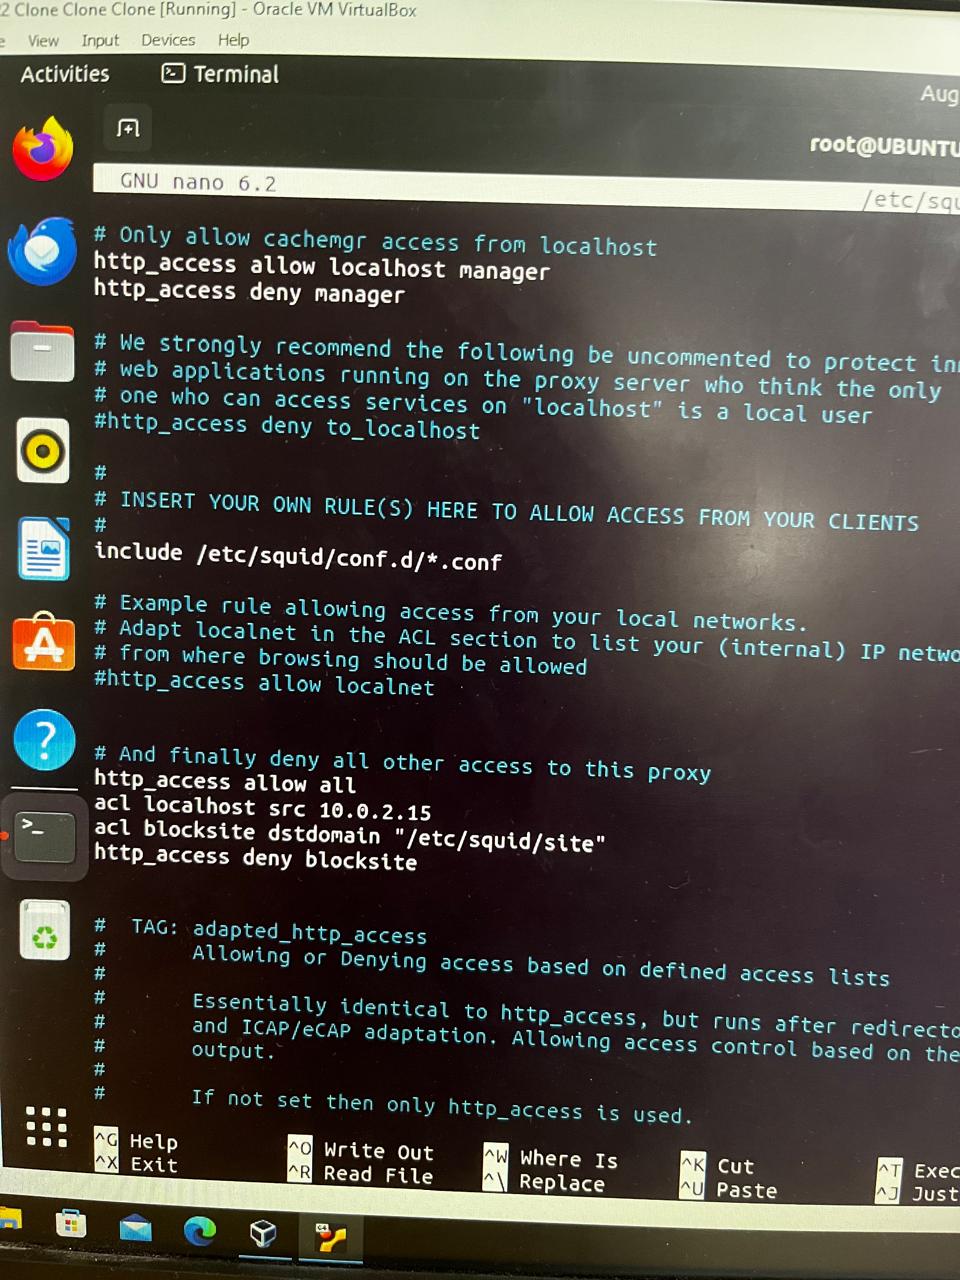 2 Clone Clone Clone [Running] - Oracle VM VirtualBox
View Input Devices Help
Activities Terminal
Aug
root@UBUNTU
GNU nano 6.2 /etc/squ
# Only allow cachemgr access from localhost
http_access allow localhost manager
http_access deny manager
# We strongly recommend the following be uncommented to protect inn
# web applications running on the proxy server who think the only
# one who can access services on "localhost" is a local user
#http_access deny to_localhost
#
# INSERT YOUR OWN RULE(S) HERE TO ALLOW ACCESS FROM YOUR CLIENTS
#
include /etc/squid/conf.d/*.conf
# Example rule allowing access from your local networks.
# Adapt localnet in the ACL section to list your (internal) IP netwo
# from where browsing should be allowed
#http_access allow localnet
# And finally deny all other access to this proxy
http_access allow all
acl localhost src 10.0.2.15
acl blocksite dstdomain "/etc/squid/site"
http_access deny blocksite
# TAG: adapted_http_access
# Allowing or Denying access based on defined access lists
#
# Essentially identical to http_access, but runs after redirecto
# and ICAP/eCAP adaptation. Allowing access control based on the
# output.
#
# If not set then only http_access is used.
^G Help ^O Write Out ^W Where Is ^K Cut ^T Exec
^X Exit ^R Read File ^\ Replace ^U Paste ^J Just